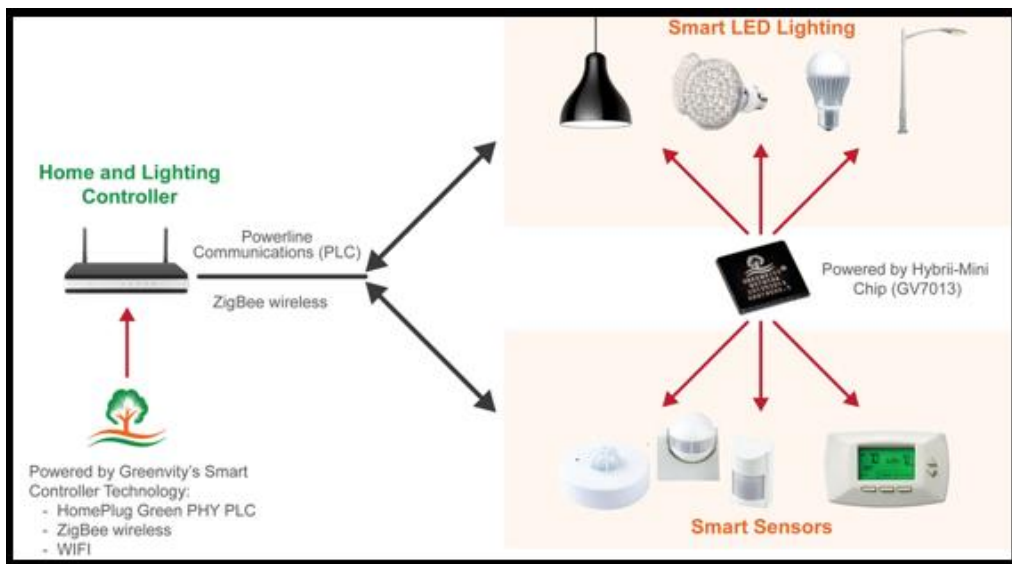 Smart LED Lighting
Home and Lighting
Controller
Powerline
Communications (PLC)
ZigBee wireless
Powered by Hybrii-Mini
Chip (GV7013)
Powered by Greenvity's Smart
Controller Technology:
- HomePlug Green PHY PLC
- ZigBee wireless
- WIFI
Smart Sensors